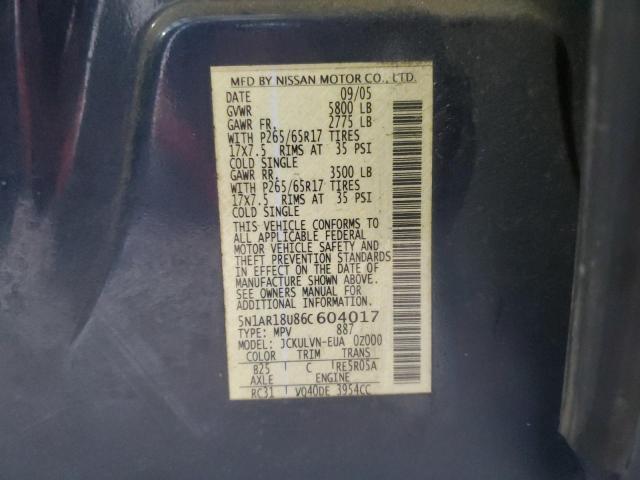 MFD BY NISSAN MOTOR CO., LTD.
DATE 09/05
GVWR 5800 LB
GAWR FR. 2775 LB
WITH P265/65R17 TIRES
17X7.5 RIMS AT 35 PSI
COLD SINGLE
GAWR RR. 3500 LB
WITH P265/65R17 TIRES
17X7.5 RIMS AT 35 PSI
COLD SINGLE
THIS VEHICLE CONFORMS TO
ALL APPLICABLE FEDERAL
MOTOR VEHICLE SAFETY AND
THEFT PREVENTION STANDARDS
IN EFFECT ON THE DATE OF
MANUFACTURE SHOWN ABOVE.
SEE OWNERS MANUAL FOR
ADDITIONAL INFORMATION.
5N1AR18U86C604017
TYPE: MPV 887
MODEL: JCKULVN-EUA 0Z000
COLOR TRIM TRANS
B25 C RE5R05A
AXLE ENGINE
RC31 VQ40DE 3954CC